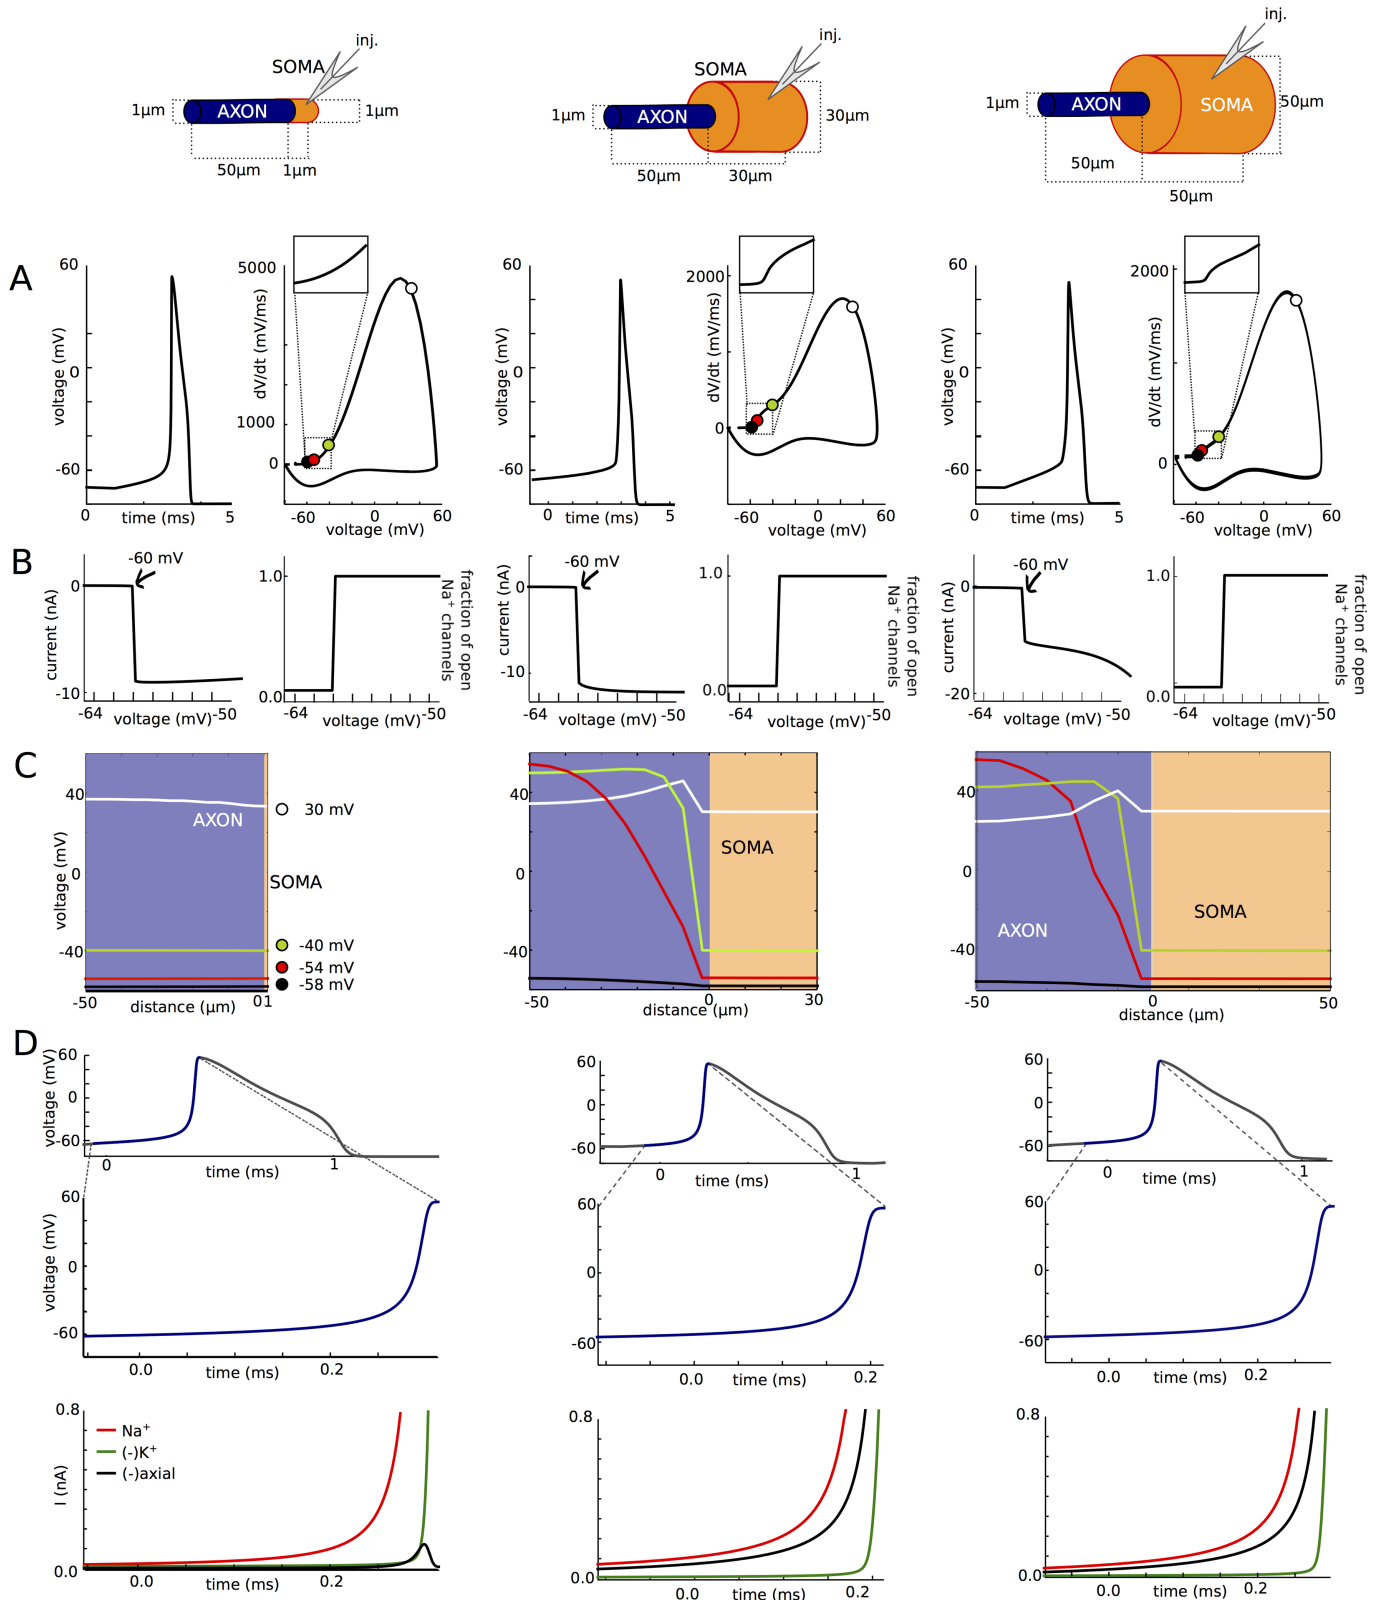 inj.
SOMA
AXON
1μm
1μm
50μm
1μm
inj.
SOMA
AXON
1μm
30μm
50μm
30μm
inj.
SOMA
AXON
1μm
50μm
50μm
50μm
A
60
0
-60
voltage (mV)
0
time (ms)
5
5000
1000
0
dV/dt (mV/ms)
-60
0
60
voltage (mV)
60
0
-60
voltage (mV)
0
time (ms)
5
2000
0
dV/dt (mV/ms)
-60
0
60
voltage (mV)
60
0
-60
voltage (mV)
0
time (ms)
5
2000
0
dV/dt (mV/ms)
-60
0
60
voltage (mV)
B
-60 mV
0
-10
current (nA)
-64
voltage (mV)
-50
1.0
0.0
fraction of open
Na+ channels
-64
voltage (mV)
-50
-60 mV
0
-10
current (nA)
-64
voltage (mV)
-50
1.0
0.0
fraction of open
Na+ channels
-64
voltage (mV)
-50
-60 mV
0
-20
current (nA)
-64
voltage (mV)
-50
1.0
0.0
fraction of open
Na+ channels
-64
voltage (mV)
-50
C
40
0
-40
voltage (mV)
AXON
SOMA
30 mV
-40 mV
-54 mV
-58 mV
-50
distance (μm)
01
40
0
-40
SOMA
-50
0
30
distance (μm)
40
0
-40
AXON
SOMA
-50
0
50
distance (μm)
D
60
0
-60
voltage (mV)
0
1
time (ms)
60
0
-60
0
1
time (ms)
60
0
-60
0
1
time (ms)
60
0
-60
voltage (mV)
0.0
0.2
time (ms)
60
0
-60
0.0
time (ms)
0.2
60
0
-60
0.0
time (ms)
0.2
0.8
0.0
I (nA)
Na+
(-)K+
(-)axial
0.0
0.2
time (ms)
0.8
0.0
0.0
time (ms)
0.2
0.8
0.0
0.0
time (ms)
0.2